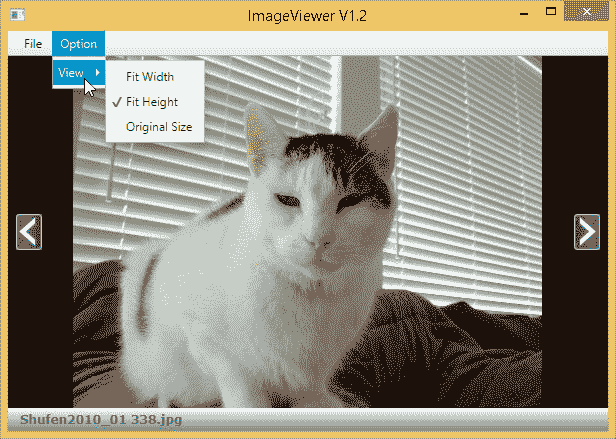 ImageViewer V1.2
File Option
View
Fit Width
Fit Height
Original Size
Shufen2010_01 338.jpg